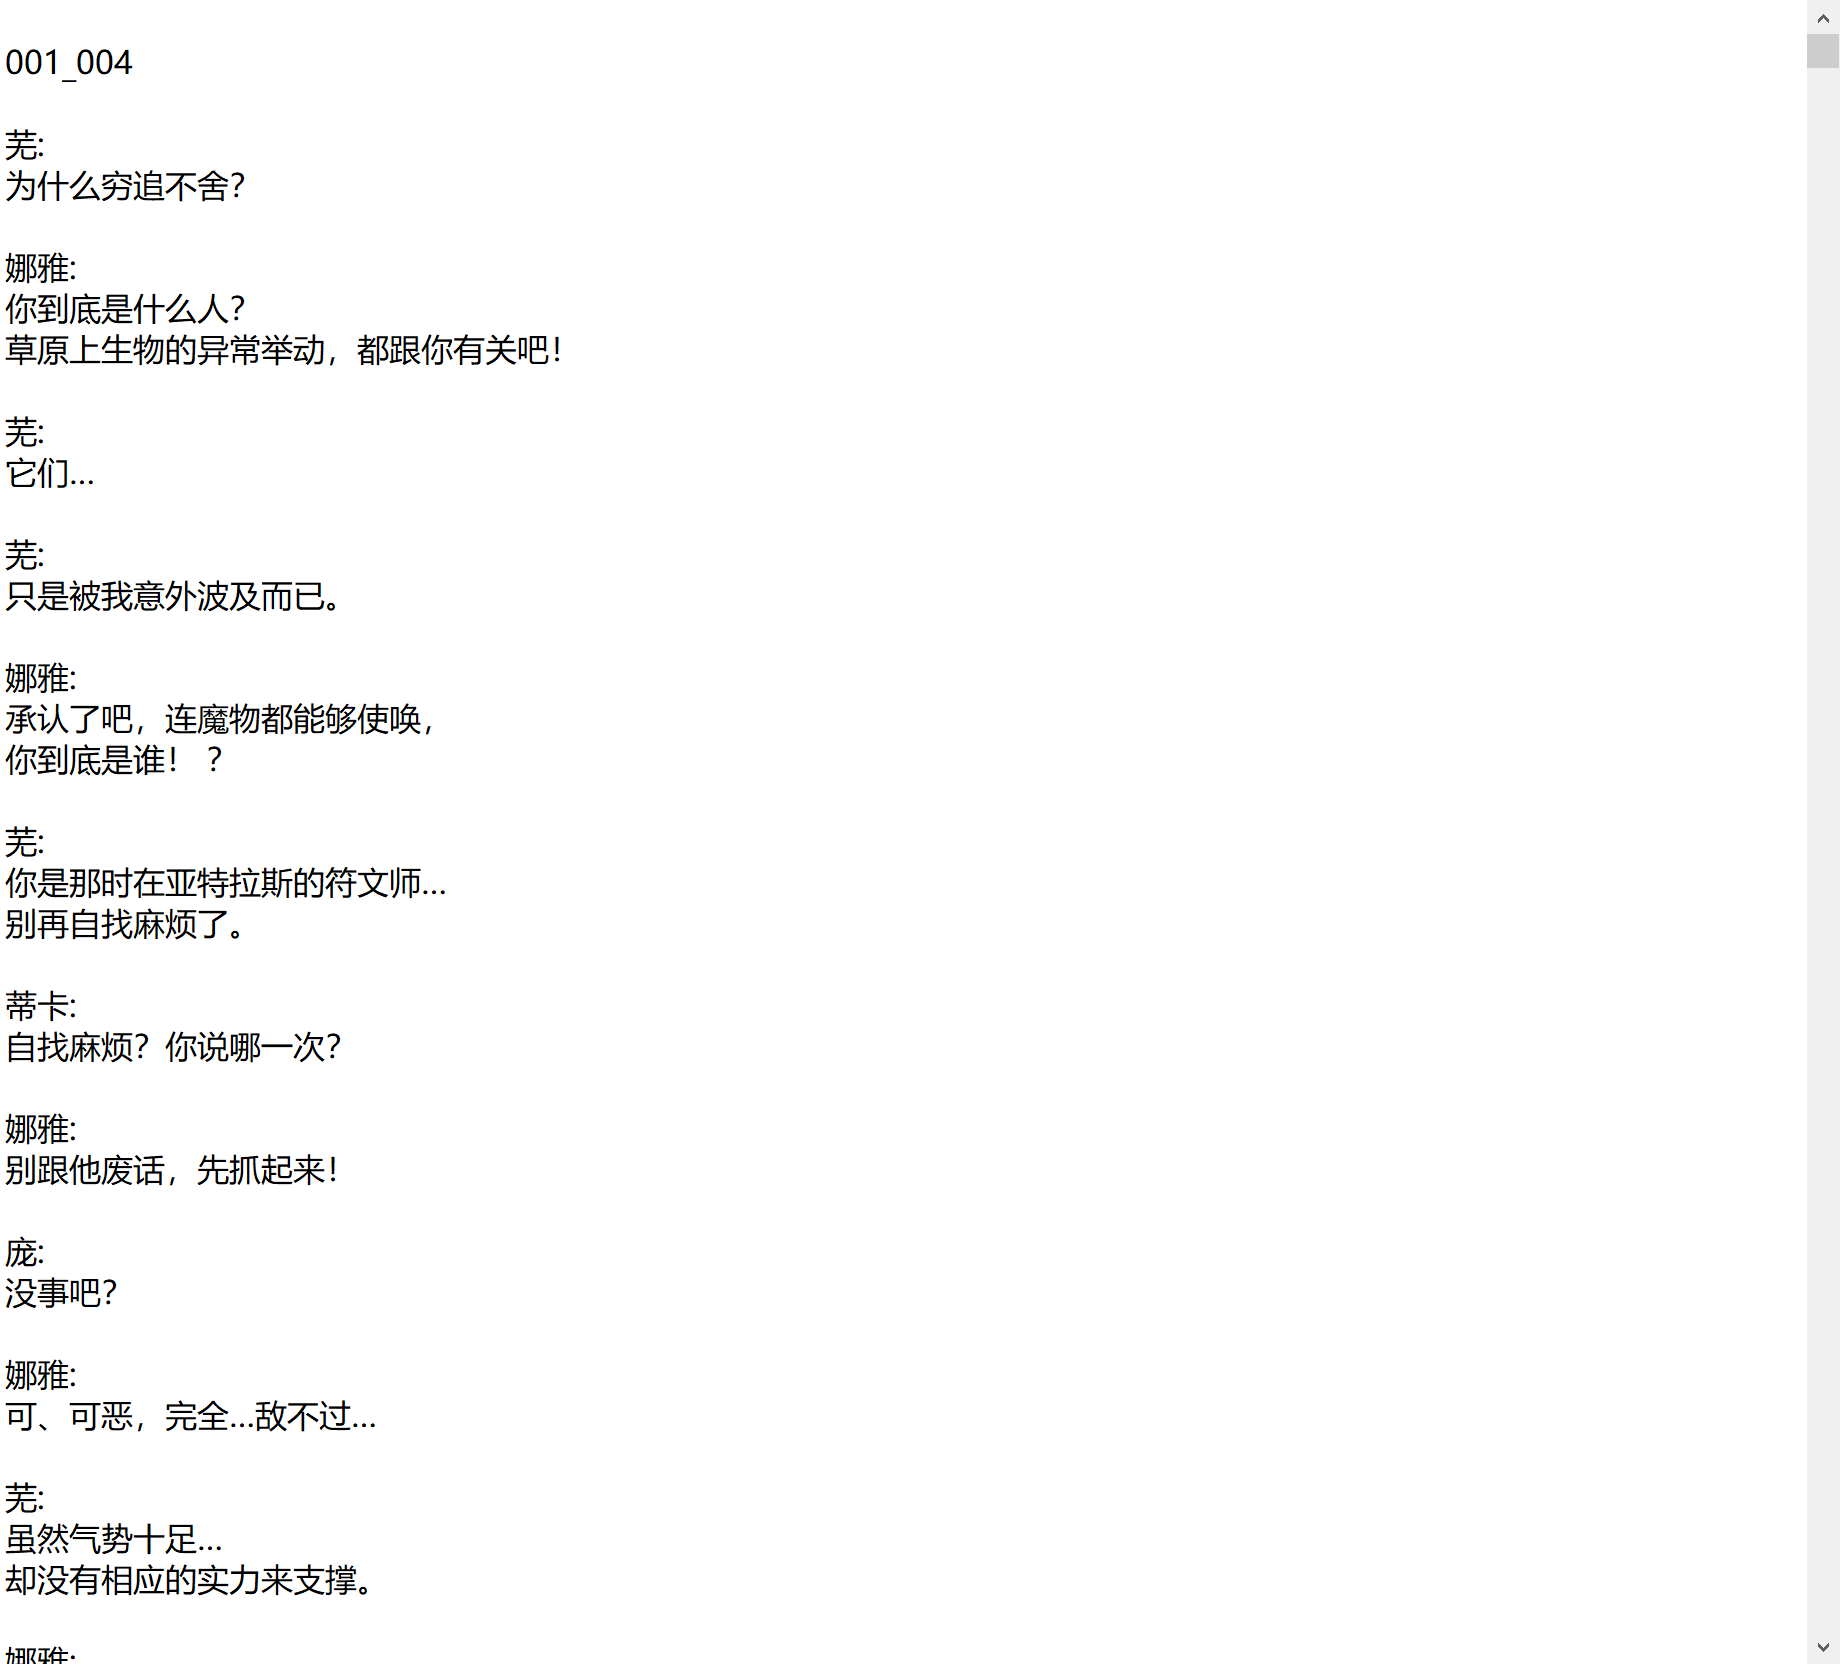 001_004
芜:
为什么穷追不舍?
娜雅:
你到底是什么人?
草原上生物的异常举动，都跟你有关吧！
芜:
它们...
芜:
只是被我意外波及而已。
娜雅:
承认了吧，连魔物都能够使唤，
你到底是谁！ ?
芜:
你是那时在亚特拉斯的符文师...
别再自找麻烦了。
蒂卡:
自找麻烦? 你说哪一次?
娜雅:
别跟他废话，先抓起来！
庞:
没事吧?
娜雅:
可、可恶，完全...敌不过...
芜:
虽然气势十足...
却没有相应的实力来支撑。
娜雅: